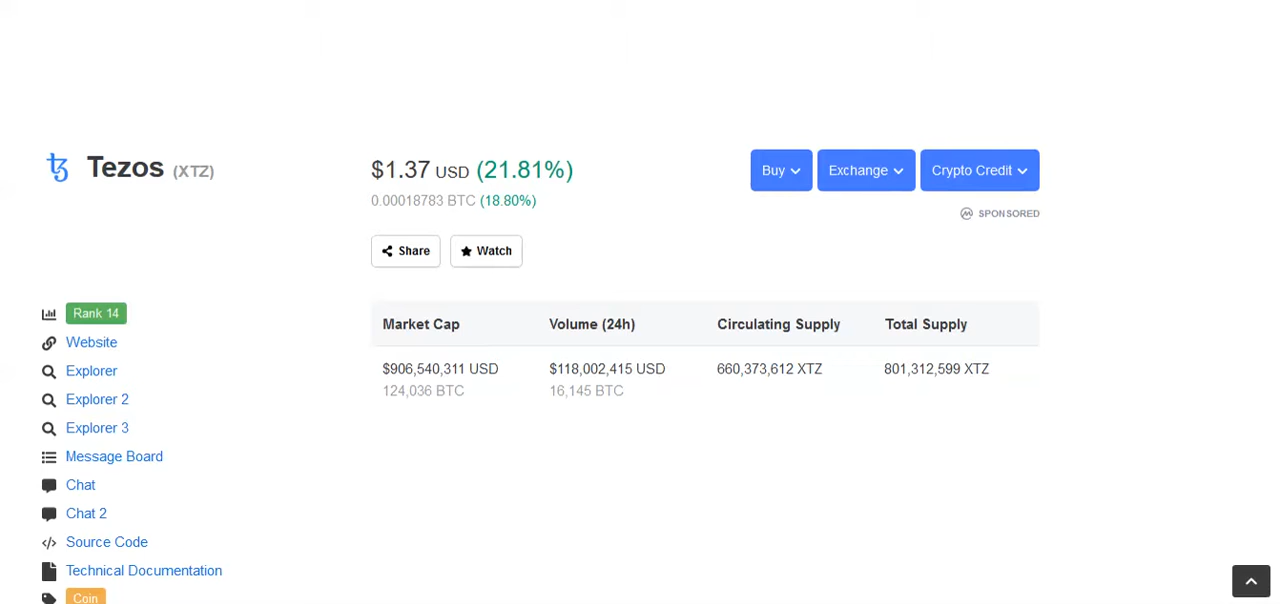 Tezos (XTZ)
$1.37 USD (21.81%)
0.00018783 BTC (18.80%)
Buy
Exchange
Crypto Credit
SPONSORED
Share
Watch
Rank 14
Website
Explorer
Explorer 2
Explorer 3
Message Board
Chat
Chat 2
Source Code
Technical Documentation
Coin
Market Cap Volume (24h) Circulating Supply Total Supply
$906,540,311 USD $118,002,415 USD 660,373,612 XTZ 801,312,599 XTZ
124,036 BTC 16,145 BTC